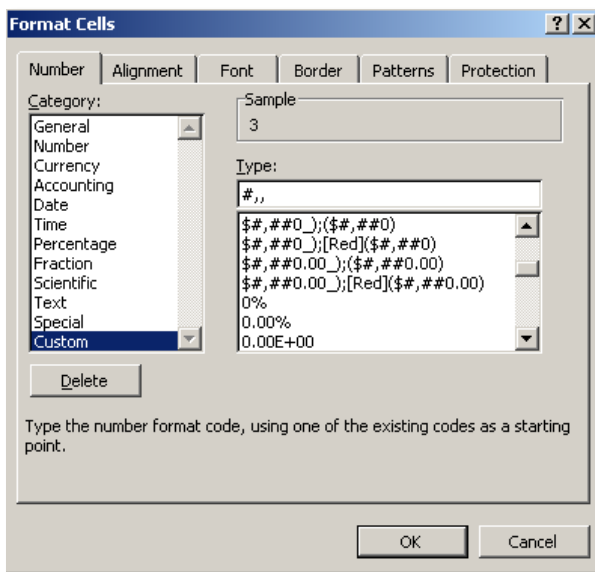 Format Cells
Number Alignment Font Border Patterns Protection
Category:
General
Number
Currency
Accounting
Date
Time
Percentage
Fraction
Scientific
Text
Special
Custom
Sample
3
Type:
#,,
$#,##0_);($#,##0)
$#,##0_);[Red]($#,##0)
$#,##0.00_);($#,##0.00)
$#,##0.00_);[Red]($#,##0.00)
0%
0.00%
0.00E+00
Delete
Type the number format code, using one of the existing codes as a starting
point.
OK Cancel